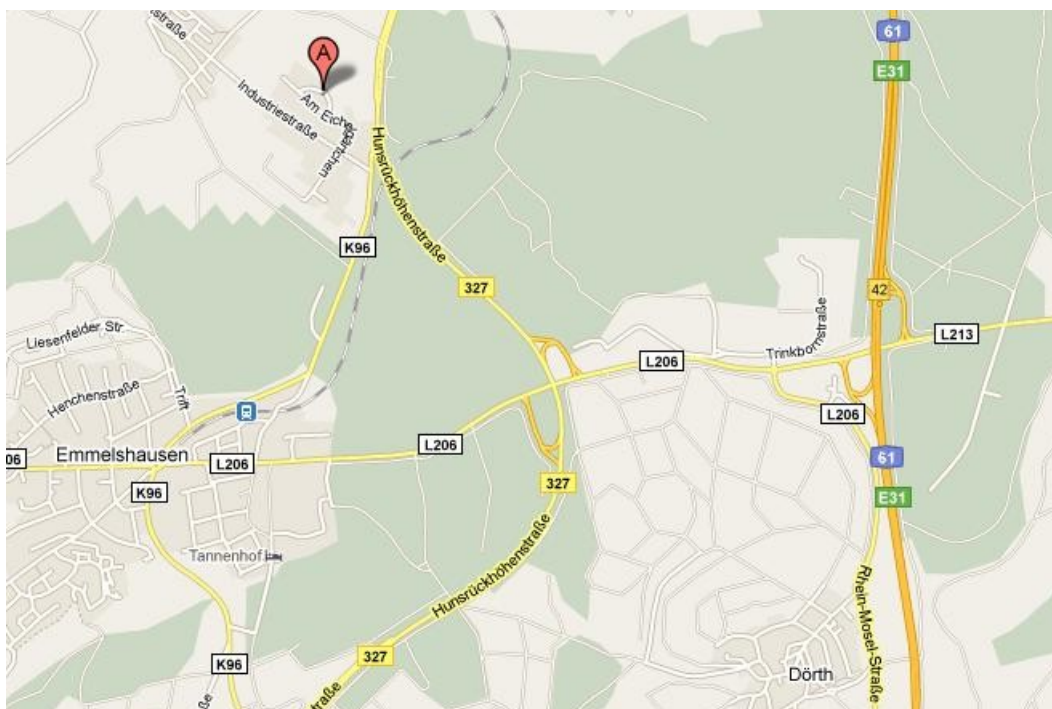 61
E31
A
Industriestraße
Am Eichelgärtchen
Hunsrückhöhenstraße
K96
327
42
Liesenfelder Str
Trinkbornstraße
L213
L206
Henchenstraße
Trift
L206
L206
Emmelshausen
L206
06
61
K96
327
E31
Tannenhof
Hunsrückhöhenstraße
Rhein-Mosel-Straße
K96
327
Dörth